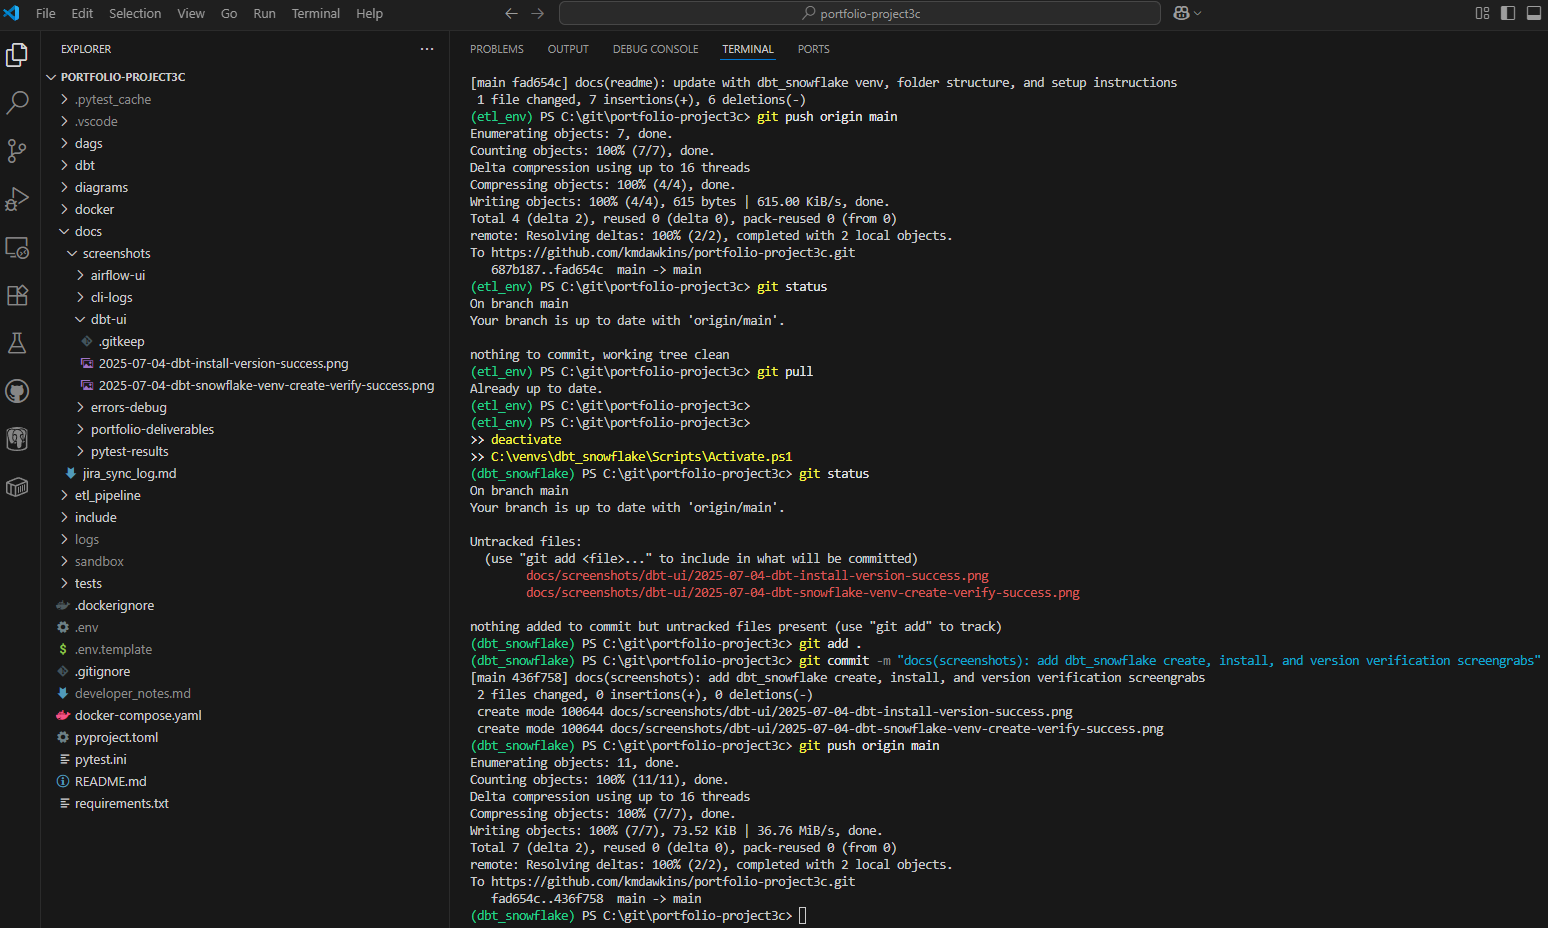 File Edit Selection View Go Run Terminal Help
portfolio-project3c
EXPLORER
PORTFOLIO-PROJECT3C
.pytest_cache
.vscode
dags
dbt
diagrams
docker
docs
screenshots
airflow-ui
cli-logs
dbt-ui
.gitkeep
2025-07-04-dbt-install-version-success.png
2025-07-04-dbt-snowflake-venv-create-verify-success.png
errors-debug
portfolio-deliverables
pytest-results
jira_sync_log.md
etl_pipeline
include
logs
sandbox
tests
.dockerignore
.env
.env.template
.gitignore
developer_notes.md
docker-compose.yaml
pyproject.toml
pytest.ini
README.md
requirements.txt
PROBLEMS OUTPUT DEBUG CONSOLE TERMINAL PORTS
[main fad654c] docs(readme): update with dbt_snowflake venv, folder structure, and setup instructions
1 file changed, 7 insertions(+), 6 deletions(-)
(etl_env) PS C:\git\portfolio-project3c> git push origin main
Enumerating objects: 7, done.
Counting objects: 100% (7/7), done.
Delta compression using up to 16 threads
Compressing objects: 100% (4/4), done.
Writing objects: 100% (4/4), 615 bytes | 615.00 KiB/s, done.
Total 4 (delta 2), reused 0 (delta 0), pack-reused 0 (from 0)
remote: Resolving deltas: 100% (2/2), completed with 2 local objects.
To https://github.com/kmdawkins/portfolio-project3c.git
687b187..fad654c main -> main
(etl_env) PS C:\git\portfolio-project3c> git status
On branch main
Your branch is up to date with 'origin/main'.
nothing to commit, working tree clean
(etl_env) PS C:\git\portfolio-project3c> git pull
Already up to date.
(etl_env) PS C:\git\portfolio-project3c>
(etl_env) PS C:\git\portfolio-project3c>
>> deactivate
>> C:\venvs\dbt_snowflake\Scripts\Activate.ps1
(dbt_snowflake) PS C:\git\portfolio-project3c> git status
On branch main
Your branch is up to date with 'origin/main'.
Untracked files:
(use "git add <file>..." to include in what will be committed)
docs/screenshots/dbt-ui/2025-07-04-dbt-install-version-success.png
docs/screenshots/dbt-ui/2025-07-04-dbt-snowflake-venv-create-verify-success.png
nothing added to commit but untracked files present (use "git add" to track)
(dbt_snowflake) PS C:\git\portfolio-project3c> git add .
(dbt_snowflake) PS C:\git\portfolio-project3c> git commit -m "docs(screenshots): add dbt_snowflake create, install, and version verification screengrabs"
[main 436f758] docs(screenshots): add dbt_snowflake create, install, and version verification screengrabs
2 files changed, 0 insertions(+), 0 deletions(-)
create mode 100644 docs/screenshots/dbt-ui/2025-07-04-dbt-install-version-success.png
create mode 100644 docs/screenshots/dbt-ui/2025-07-04-dbt-snowflake-venv-create-verify-success.png
(dbt_snowflake) PS C:\git\portfolio-project3c> git push origin main
Enumerating objects: 11, done.
Counting objects: 100% (11/11), done.
Delta compression using up to 16 threads
Compressing objects: 100% (7/7), done.
Writing objects: 100% (7/7), 73.52 KiB | 36.76 MiB/s, done.
Total 7 (delta 2), reused 0 (delta 0), pack-reused 0 (from 0)
remote: Resolving deltas: 100% (2/2), completed with 2 local objects.
To https://github.com/kmdawkins/portfolio-project3c.git
fad654c..436f758 main -> main
(dbt_snowflake) PS C:\git\portfolio-project3c>